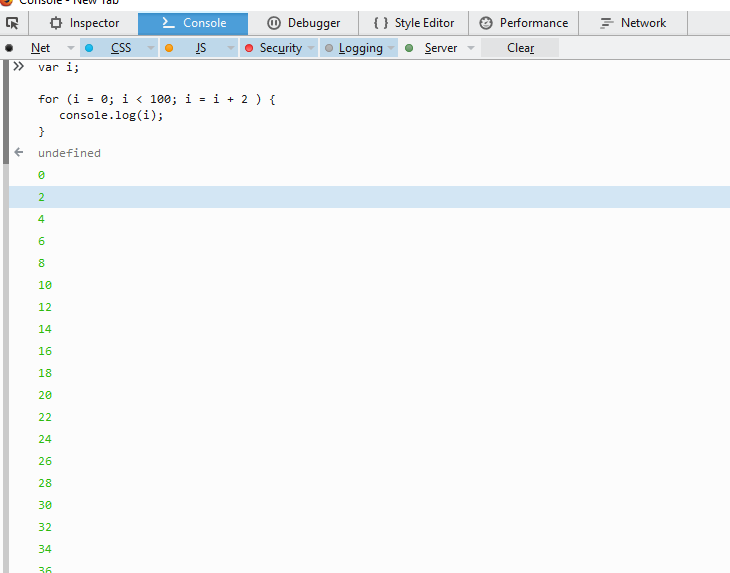 Console - New Tab
Inspector Console Debugger { } Style Editor Performance Network
Net CSS JS Security Logging Server Clear
var i;
for (i = 0; i < 100; i = i + 2 ) {
console.log(i);
}
undefined
0
2
4
6
8
10
12
14
16
18
20
22
24
26
28
30
32
34
36